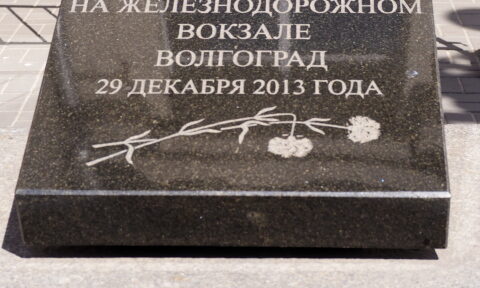 НА ЖЕЛЕЗНОДОРОЖНОМ
ВОКЗАЛЕ
ВОЛГОГРАД
29 ДЕКАБРЯ 2013 ГОДА